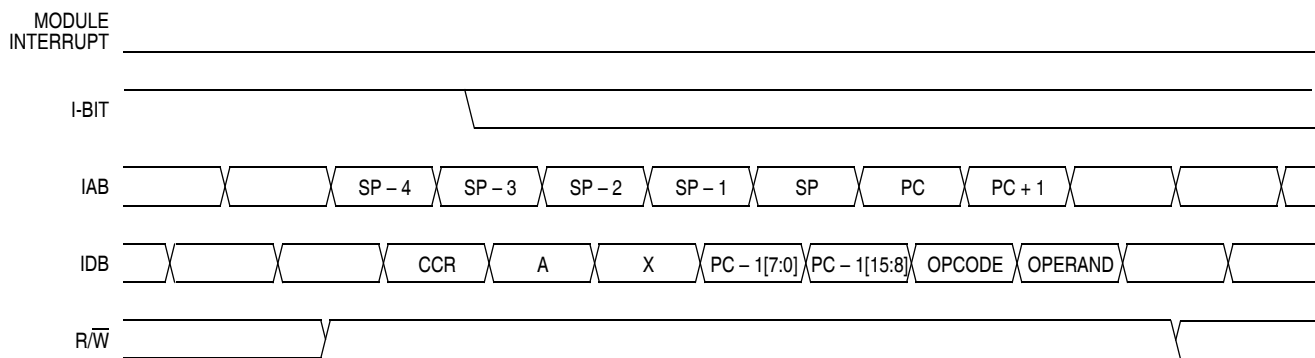 MODULE
INTERRUPT
I-BIT
IAB SP – 4 SP – 3 SP – 2 SP – 1 SP PC PC + 1
IDB CCR A X PC – 1[7:0] PC – 1[15:8] OPCODE OPERAND
R/W̅